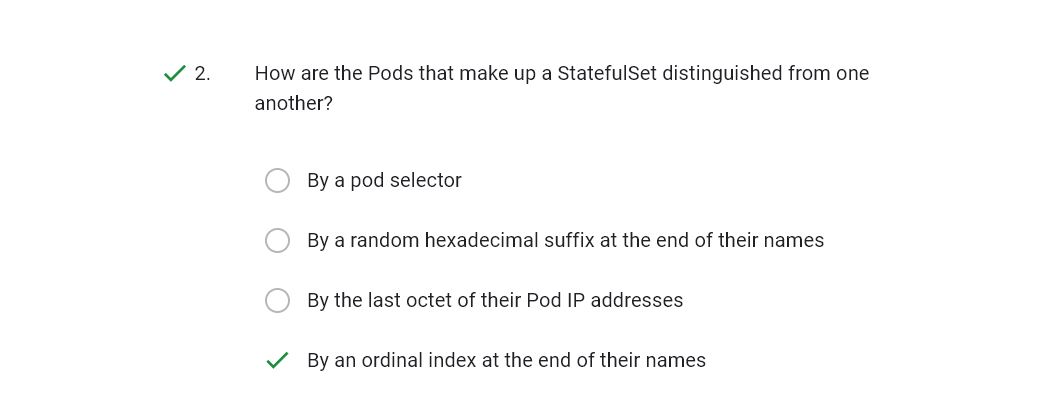 2. How are the Pods that make up a StatefulSet distinguished from one
another?
By a pod selector
By a random hexadecimal suffix at the end of their names
By the last octet of their Pod IP addresses
By an ordinal index at the end of their names